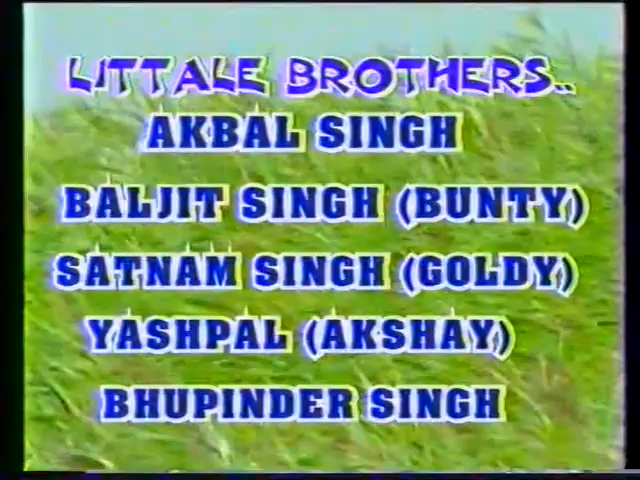 LITTALE BROTHERS..
AKBAL SINGH
BALJIT SINGH (BUNTY)
SATNAM SINGH (GOLDY)
YASHPAL (AKSHAY)
BHUPINDER SINGH